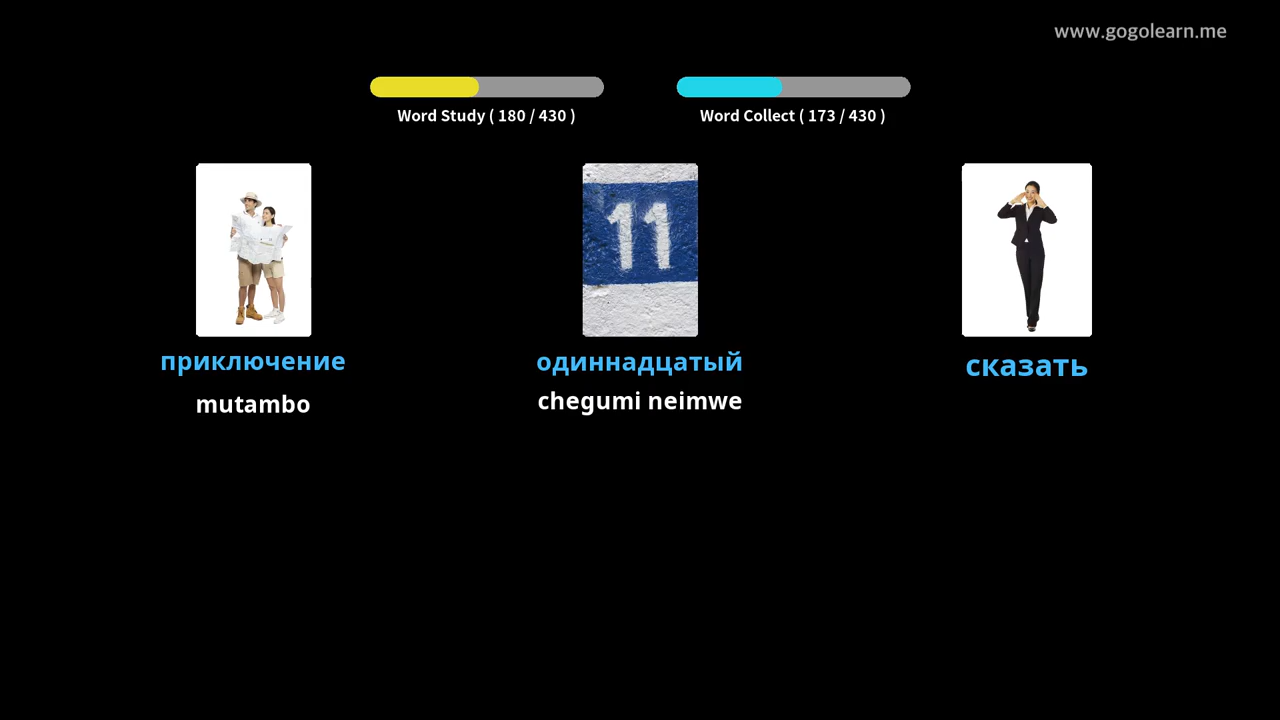 www.gogolearn.me
Word Study ( 180 / 430 )
Word Collect ( 173 / 430 )
11
приключение
одиннадцатый
сказать
mutambo
chegumi neimwe